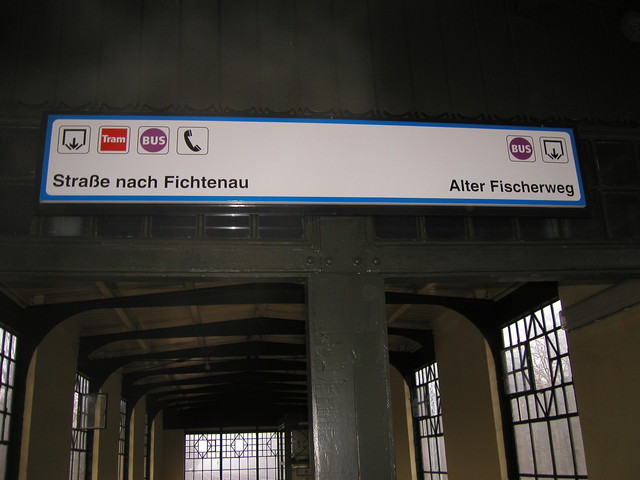 Tram BUS
Straße nach Fichtenau
BUS
Alter Fischerweg